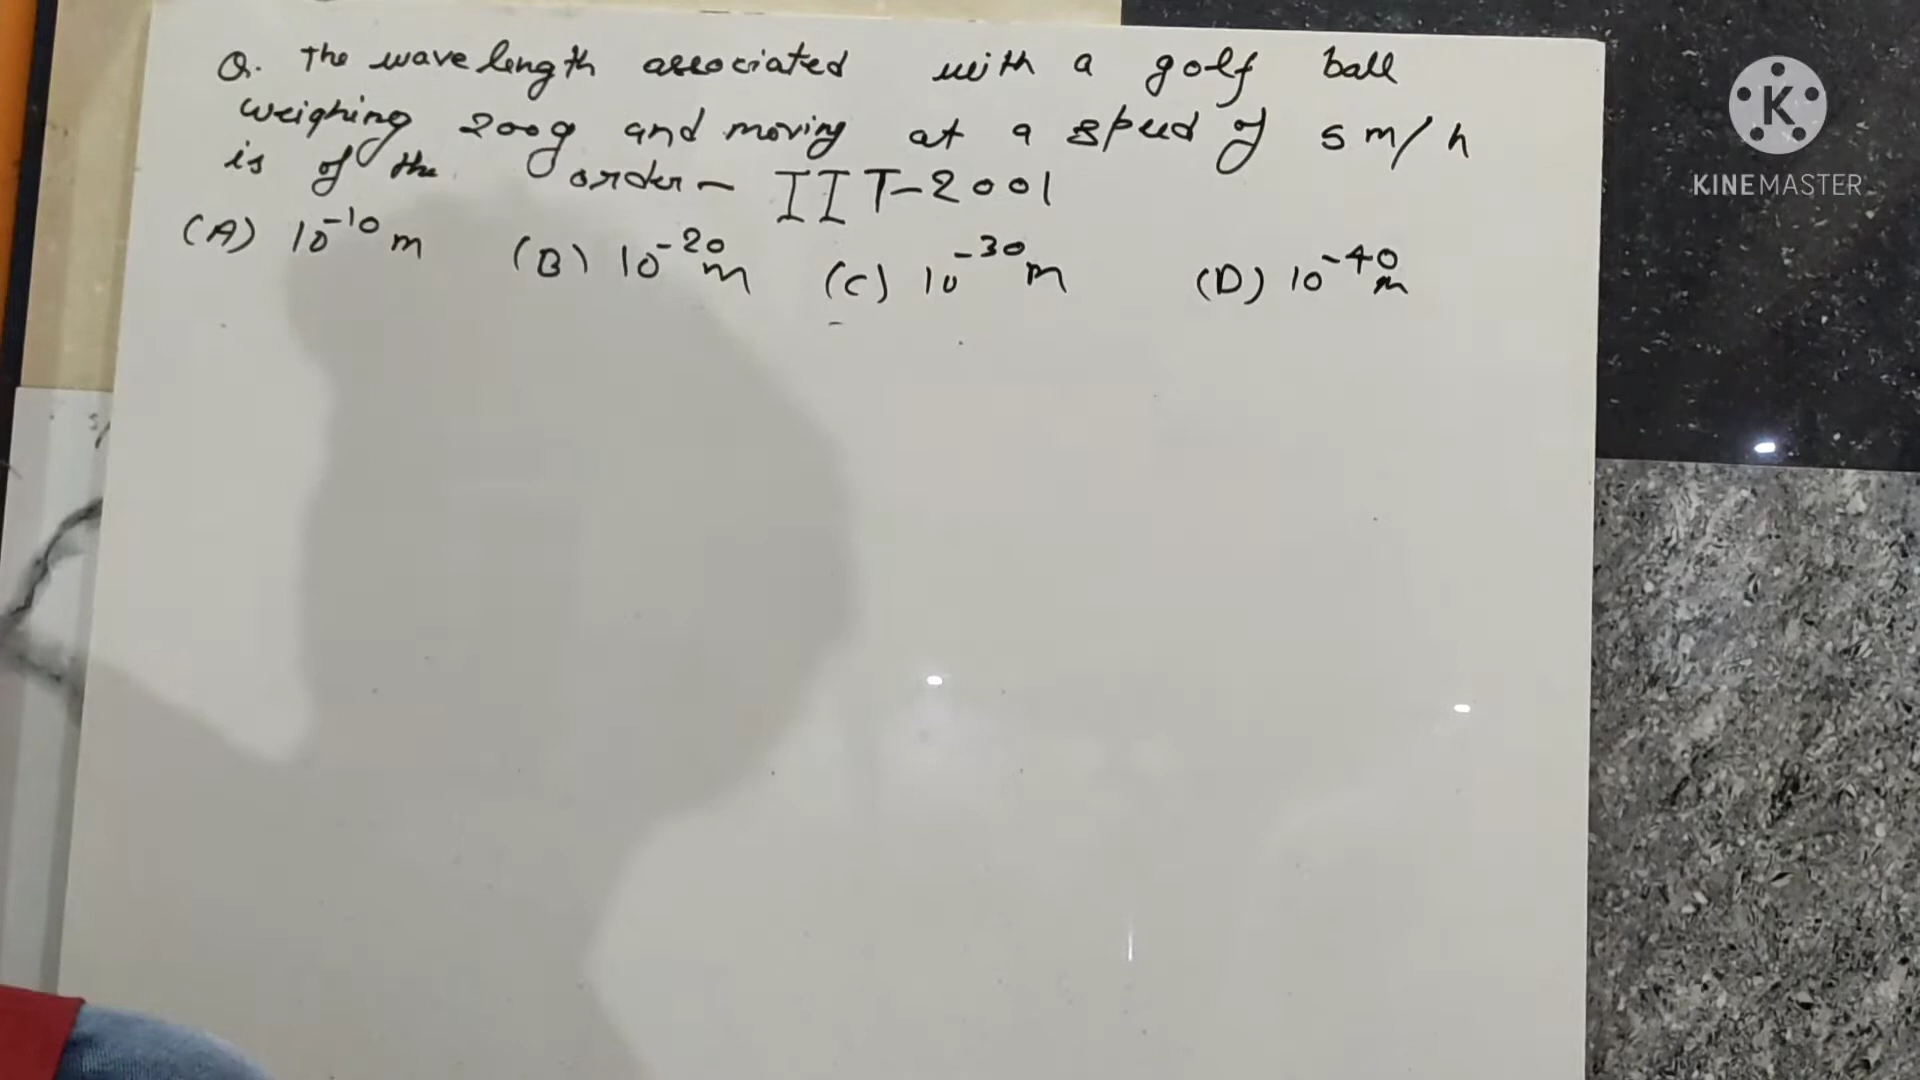 Q. The wavelength associated with a golf ball
weighing 200g and moving at a speed of 5 m/h
is of the order - IIT-2001
(A) 10^-10 m (B) 10^-20 m (C) 10^-30 m (D) 10^-40 m
K
KINEMASTER